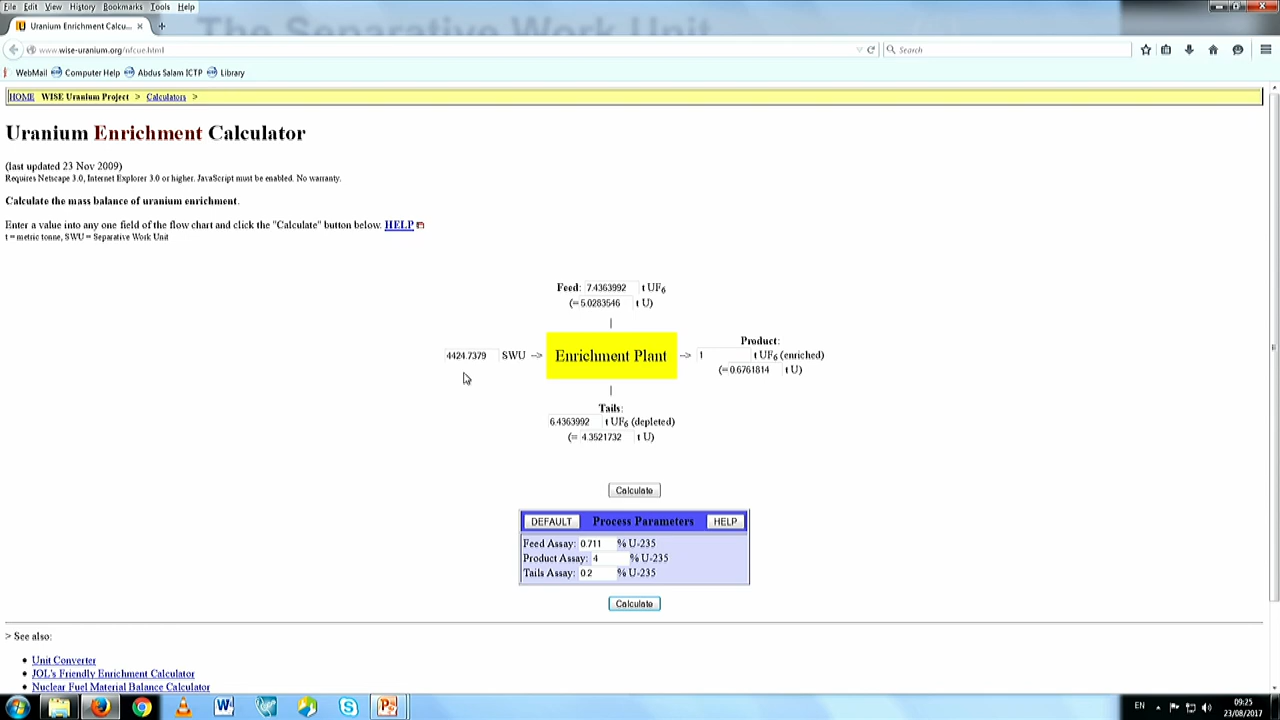 File Edit View History Bookmarks Tools Help
The Separative Work Unit
Uranium Enrichment Calcu... × +
www.wise-uranium.org/nfcue.html Search
WebMail Computer Help Abdus Salam ICTP Library
HOME WISE Uranium Project > Calculators >
Uranium Enrichment Calculator
(last updated 23 Nov 2009)
Requires Netscape 3.0, Internet Explorer 3.0 or higher. JavaScript must be enabled. No warranty.
Calculate the mass balance of uranium enrichment.
Enter a value into any one field of the flow chart and click the "Calculate" button below. HELP
t = metric tonne, SWU = Separative Work Unit
Feed: 7.4363992 t UF6
(= 5.0283546 t U)
|
Product:
4424.7379 SWU --> Enrichment Plant --> 1 t UF6 (enriched)
(= 0.6761814 t U)
|
Tails:
6.4363992 t UF6 (depleted)
(= 4.3521732 t U)
Calculate
DEFAULT Process Parameters HELP
Feed Assay: 0.711 % U-235
Product Assay: 4 % U-235
Tails Assay: 0.2 % U-235
Calculate
> See also:
• Unit Converter
• JOL's Friendly Enrichment Calculator
• Nuclear Fuel Material Balance Calculator
EN 09:25
23/08/2017